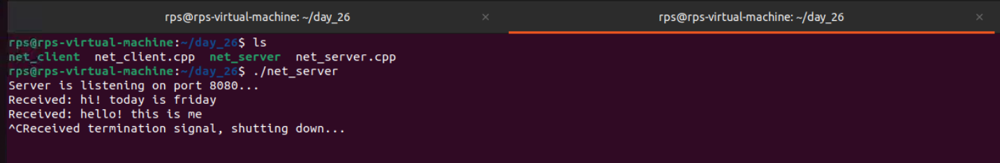 rps@rps-virtual-machine: ~/day_26 × rps@rps-virtual-machine: ~/day_26 ×
rps@rps-virtual-machine:~/day_26$ ls
net_client  net_client.cpp  net_server  net_server.cpp
rps@rps-virtual-machine:~/day_26$ ./net_server
Server is listening on port 8080...
Received: hi! today is friday
Received: hello! this is me
^CReceived termination signal, shutting down...